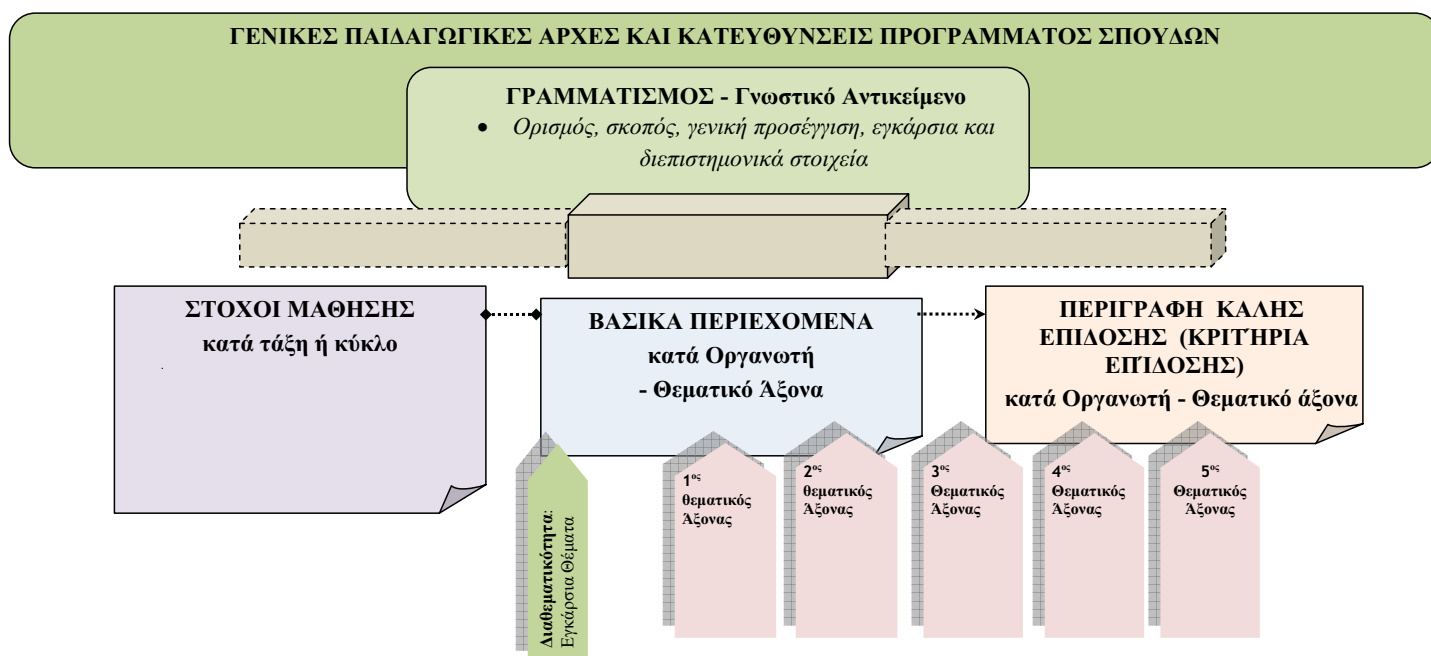 ΓΕΝΙΚΕΣ ΠΑΙΔΑΓΩΓΙΚΕΣ ΑΡΧΕΣ ΚΑΙ ΚΑΤΕΥΘΥΝΣΕΙΣ ΠΡΟΓΡΑΜΜΑΤΟΣ ΣΠΟΥΔΩΝ
ΓΡΑΜΜΑΤΙΣΜΟΣ - Γνωστικό Αντικείμενο
• Ορισμός, σκοπός, γενική προσέγγιση, εγκάρσια και
διεπιστημονικά στοιχεία
ΣΤΟΧΟΙ ΜΑΘΗΣΗΣ
κατά τάξη ή κύκλο
ΒΑΣΙΚΑ ΠΕΡΙΕΧΟΜΕΝΑ
κατά Οργανωτή
- Θεματικό Άξονα
ΠΕΡΙΓΡΑΦΗ ΚΑΛΗΣ
ΕΠΙΔΟΣΗΣ (ΚΡΙΤΉΡΙΑ
ΕΠΊΔΟΣΗΣ)
κατά Οργανωτή - Θεματικό άξονα
Διαθεματικότητα:
Εγκάρσια Θέματα
1ος
θεματικός
Άξονας
2ος
θεματικός
Άξονας
3ος
Θεματικός
Άξονας
4ος
Θεματικός
Άξονας
5ος
Θεματικός
Άξονας